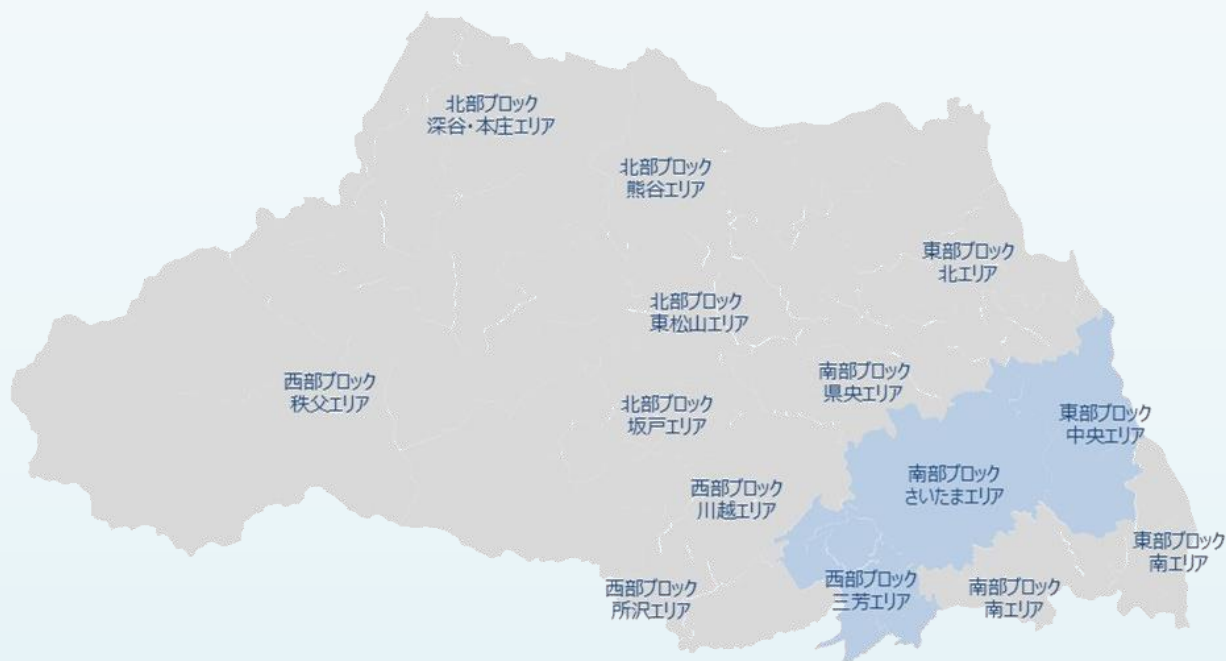 北部ブロック
深谷・本庄エリア
北部ブロック
熊谷エリア
東部ブロック
北エリア
北部ブロック
東松山エリア
南部ブロック
県央エリア
西部ブロック
秩父エリア
北部ブロック
坂戸エリア
東部ブロック
中央エリア
南部ブロック
さいたまエリア
西部ブロック
川越エリア
東部ブロック
南エリア
西部ブロック
三芳エリア
西部ブロック
所沢エリア
南部ブロック
南エリア